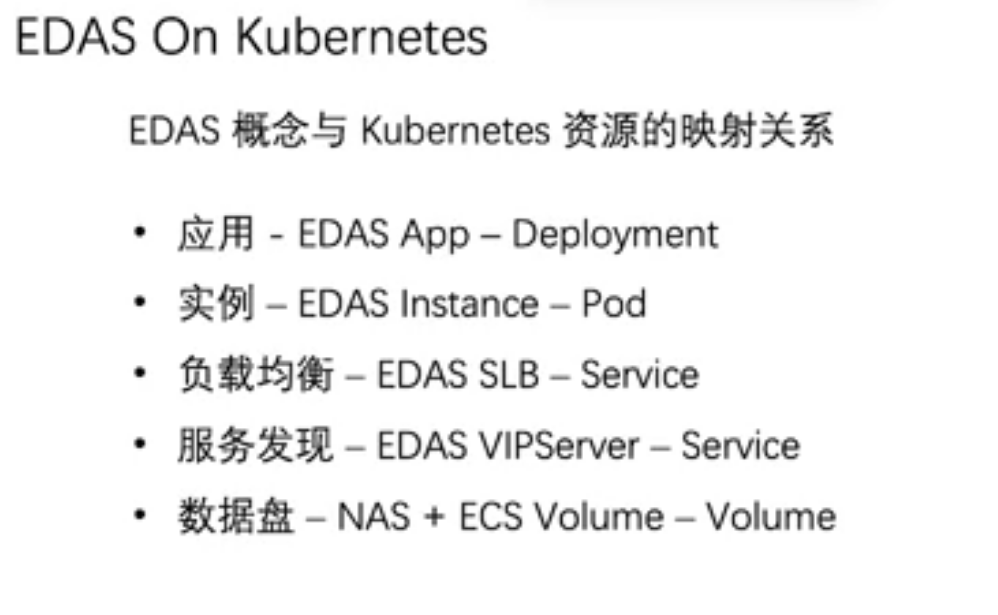 EDAS On Kubernetes
EDAS 概念与 Kubernetes 资源的映射关系
• 应用 - EDAS App – Deployment
• 实例 – EDAS Instance – Pod
• 负载均衡 – EDAS SLB – Service
• 服务发现 – EDAS VIPServer – Service
• 数据盘 – NAS + ECS Volume – Volume